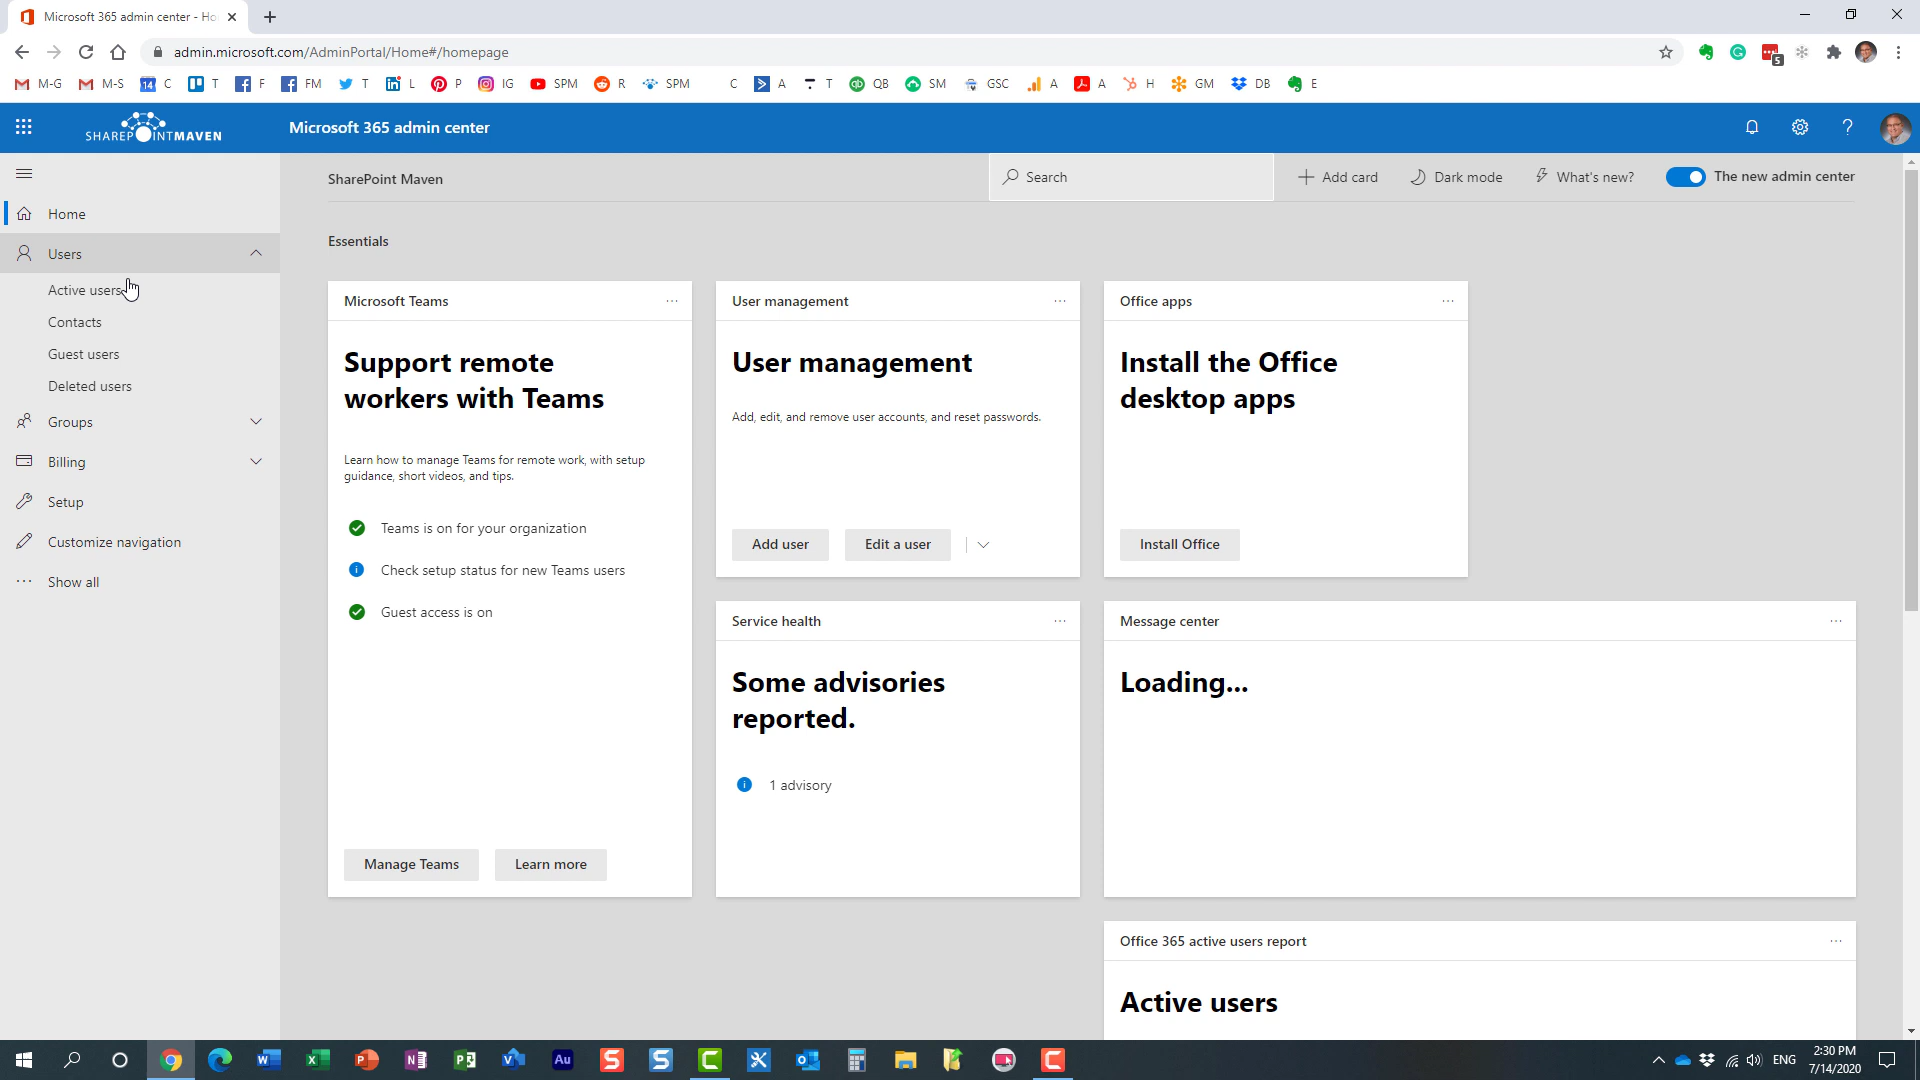 Microsoft 365 admin center - Ho
admin.microsoft.com/AdminPortal/Home#/homepage
M-G M-S 14 C T F FM T L P IG SPM R SPM C A T QB SM GSC A A H GM DB E
5
SHAREPOINTMAVEN
Microsoft 365 admin center
?
SharePoint Maven
Search
Add card
Dark mode
What's new?
The new admin center
Home
Users
Active users
Contacts
Guest users
Deleted users
Groups
Billing
Setup
Customize navigation
Show all
Essentials
Microsoft Teams
Support remote
workers with Teams
Learn how to manage Teams for remote work, with setup
guidance, short videos, and tips.
Teams is on for your organization
Check setup status for new Teams users
Guest access is on
Manage Teams
Learn more
User management
User management
Add, edit, and remove user accounts, and reset passwords.
Add user
Edit a user
Office apps
Install the Office
desktop apps
Install Office
Service health
Some advisories
reported.
1 advisory
Message center
Loading...
Office 365 active users report
Active users
Au
ENG
2:30 PM
7/14/2020